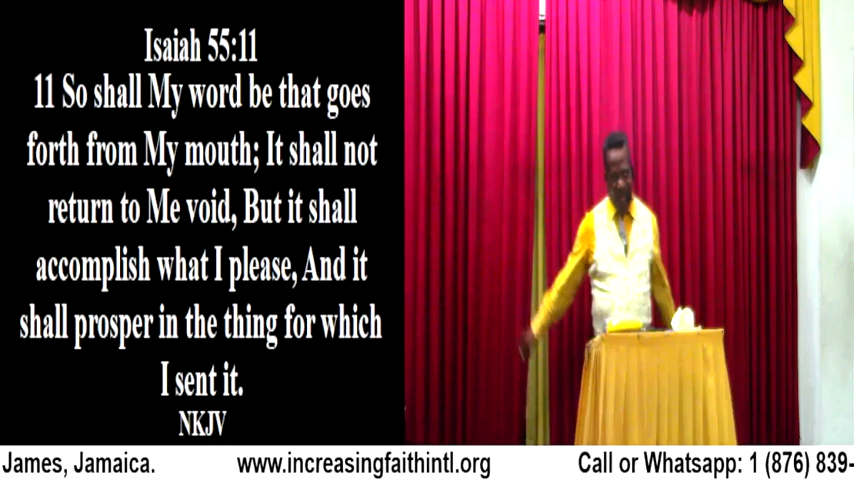 Isaiah 55:11
11 So shall My word be that goes
forth from My mouth; It shall not
return to Me void, But it shall
accomplish what I please, And it
shall prosper in the thing for which
I sent it.
NKJV
James, Jamaica. www.increasingfaithintl.org Call or Whatsapp: 1 (876) 839-